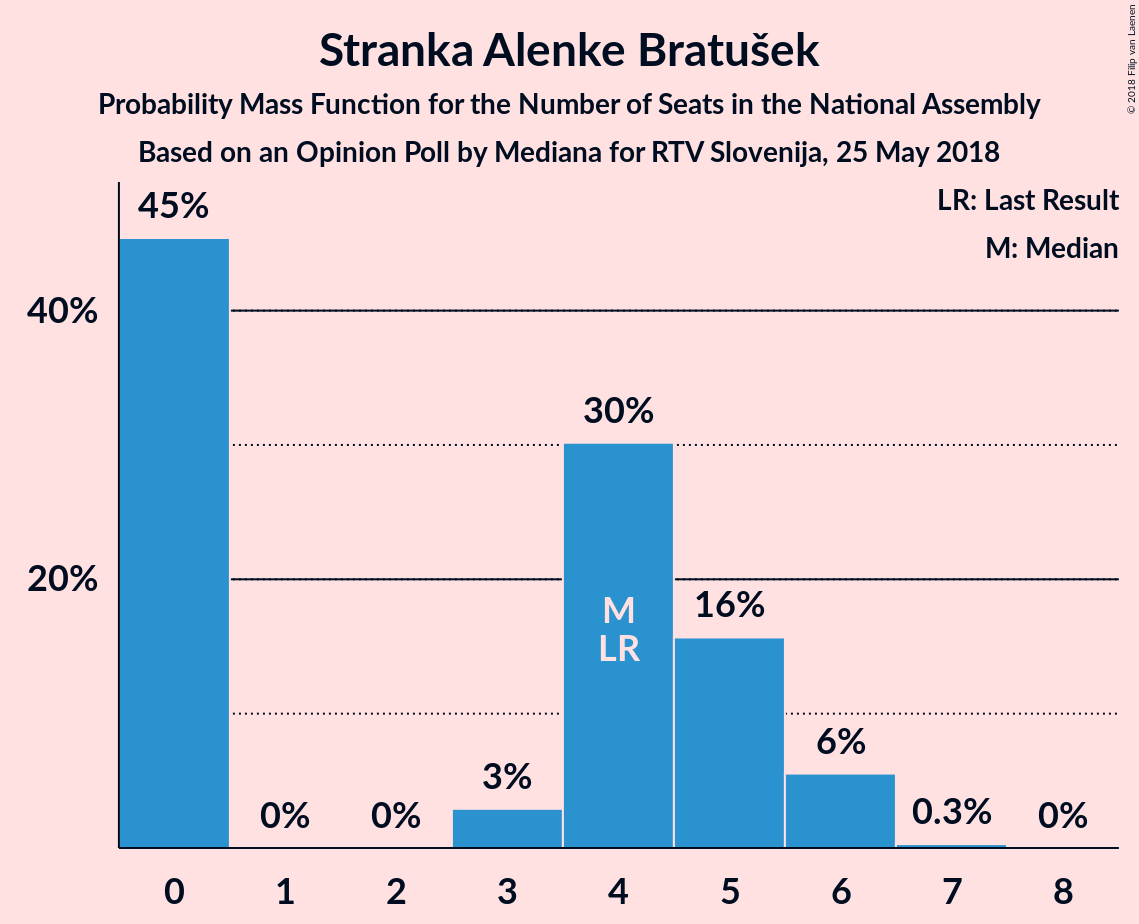 Stranka Alenke Bratušek
Probability Mass Function for the Number of Seats in the National Assembly
Based on an Opinion Poll by Mediana for RTV Slovenija, 25 May 2018
© 2018 Filip van Laenen
LR: Last Result
M: Median
45%
40%
30%
20%
M
LR
16%
6%
3%
0%
0%
0.3%
0%
0 1 2 3 4 5 6 7 8